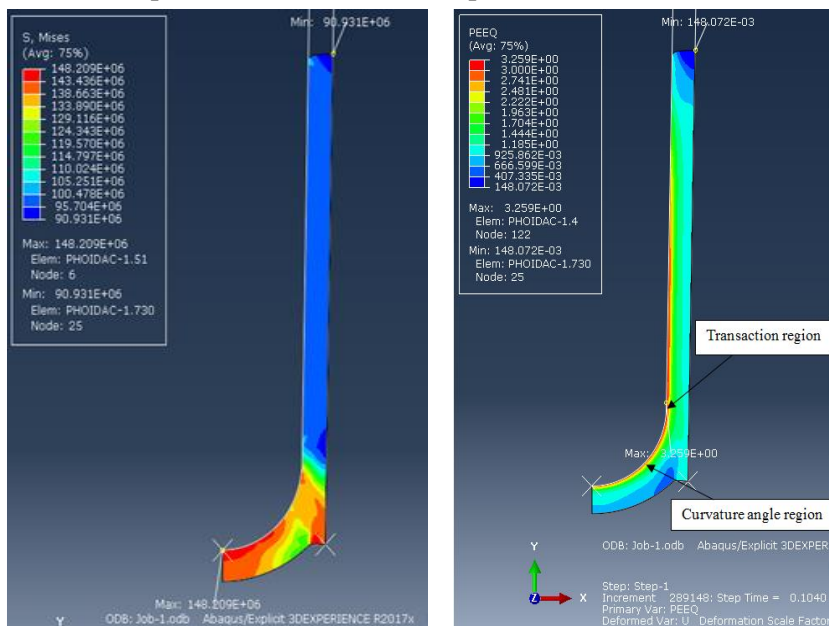 Min: 90.931E+06
S, Mises
(Avg: 75%)
148.209E+06
143.436E+06
138.663E+06
133.890E+06
129.116E+06
124.343E+06
119.570E+06
114.797E+06
110.024E+06
105.251E+06
100.478E+06
95.704E+06
90.931E+06
Max: 148.209E+06
Elem: PHOIDAC-1.51
Node: 6
Min: 90.931E+06
Elem: PHOIDAC-1.730
Node: 25
Max: 148.209E+06
Y
ODB: Job-1.odb Abaqus/Explicit 3DEXPERIENCE R2017x
Min: 148.072E-03
PEEQ
(Avg: 75%)
3.259E+00
3.000E+00
2.741E+00
2.481E+00
2.222E+00
1.963E+00
1.704E+00
1.444E+00
1.185E+00
925.862E-03
666.599E-03
407.335E-03
148.072E-03
Max: 3.259E+00
Elem: PHOIDAC-1.4
Node: 122
Min: 148.072E-03
Elem: PHOIDAC-1.730
Node: 25
Transaction region
Max: 3.259E+00
Curvature angle region
Y
ODB: Job-1.odb Abaqus/Explicit 3DEXPER
Z
X
Step: Step-1
Increment 289148: Step Time = 0.1040
Primary Var: PEEQ
Deformed Var: U Deformation Scale Factor